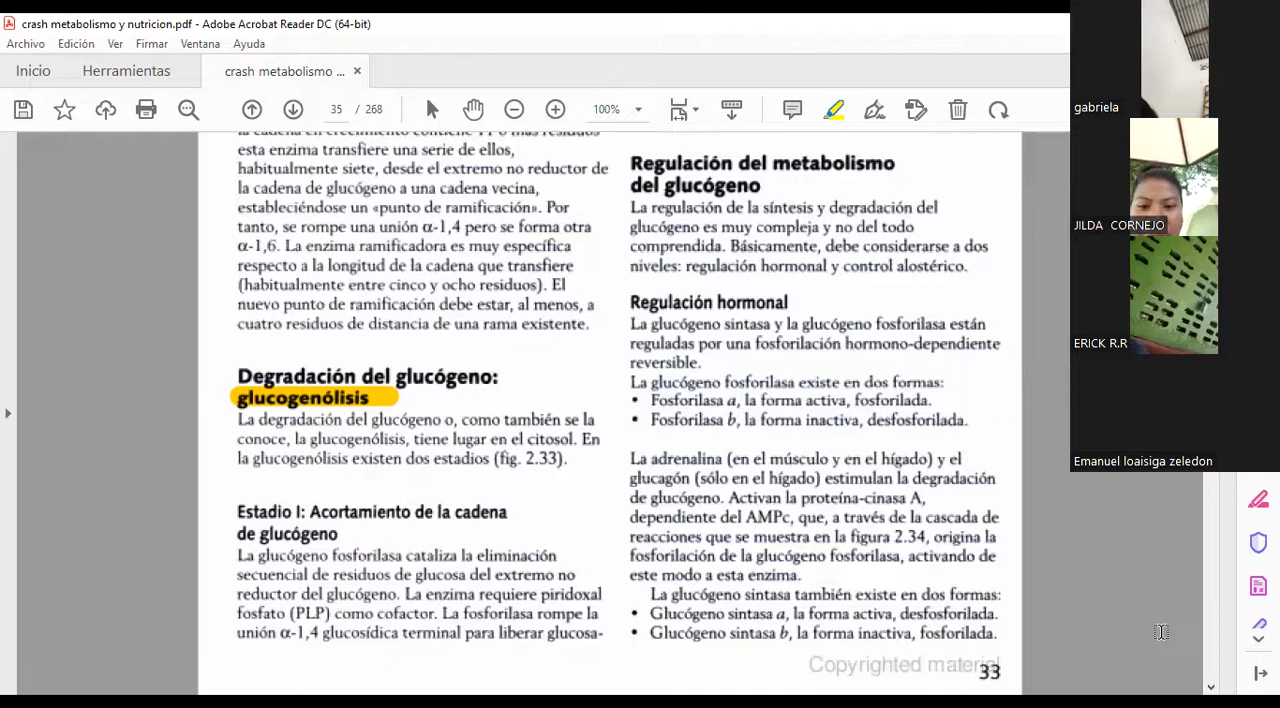 crash metabolismo y nutricion.pdf - Adobe Acrobat Reader DC (64-bit)
Archivo Edición Ver Firmar Ventana Ayuda
Inicio Herramientas crash metabolismo ... ×
35 / 268 100%
esta enzima transfiere una serie de ellos,
habitualmente siete, desde el extremo no reductor de
la cadena de glucógeno a una cadena vecina,
estableciéndose un «punto de ramificación». Por
tanto, se rompe una unión α-1,4 pero se forma otra
α-1,6. La enzima ramificadora es muy específica
respecto a la longitud de la cadena que transfiere
(habitualmente entre cinco y ocho residuos). El
nuevo punto de ramificación debe estar, al menos, a
cuatro residuos de distancia de una rama existente.
Degradación del glucógeno:
glucogenólisis
La degradación del glucógeno o, como también se la
conoce, la glucogenólisis, tiene lugar en el citosol. En
la glucogenólisis existen dos estadios (fig. 2.33).
Estadio I: Acortamiento de la cadena
de glucógeno
La glucógeno fosforilasa cataliza la eliminación
secuencial de residuos de glucosa del extremo no
reductor del glucógeno. La enzima requiere piridoxal
fosfato (PLP) como cofactor. La fosforilasa rompe la
unión α-1,4 glucosídica terminal para liberar glucosa-
Regulación del metabolismo
del glucógeno
La regulación de la síntesis y degradación del
glucógeno es muy compleja y no del todo
comprendida. Básicamente, debe considerarse a dos
niveles: regulación hormonal y control alostérico.
Regulación hormonal
La glucógeno sintasa y la glucógeno fosforilasa están
reguladas por una fosforilación hormono-dependiente
reversible.
La glucógeno fosforilasa existe en dos formas:
• Fosforilasa a, la forma activa, fosforilada.
• Fosforilasa b, la forma inactiva, desfosforilada.
La adrenalina (en el músculo y en el hígado) y el
glucagón (sólo en el hígado) estimulan la degradación
de glucógeno. Activan la proteína-cinasa A,
dependiente del AMPc, que, a través de la cascada de
reacciones que se muestra en la figura 2.34, origina la
fosforilación de la glucógeno fosforilasa, activando de
este modo a esta enzima.
La glucógeno sintasa también existe en dos formas:
• Glucógeno sintasa a, la forma activa, desfosforilada.
• Glucógeno sintasa b, la forma inactiva, fosforilada.
Copyrighted material
33
gabriela
JILDA CORNEJO
ERICK R.R
Emanuel loaisiga zeledon